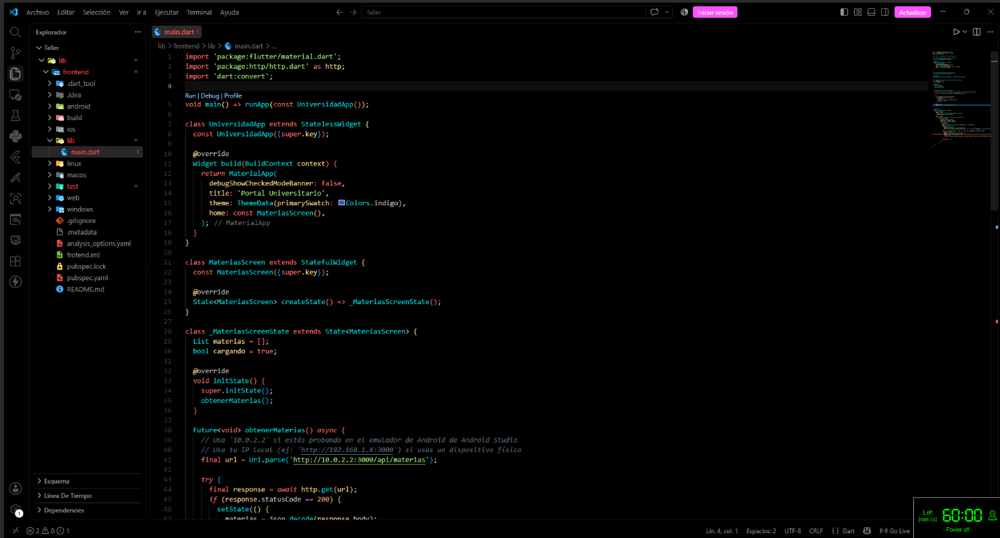 Archivo Editar Selección Ver Ir a Ejecutar Terminal Ayuda
Taller
Iniciar sesión
Actualizar
Explorador
Taller
lib
frontend
.dart_tool
.idea
android
build
ios
lib
main.dart 1
linux
macos
test
web
windows
.gitignore
.metadata
analysis_options.yaml
frotend.iml
pubspec.lock
pubspec.yaml
README.md
Esquema
Línea De Tiempo
Dependencies
1
main.dart 1
lib > frontend > lib > main.dart > ...
1 import 'package:flutter/material.dart';
2 import 'package:http/http.dart' as http;
3 import 'dart:convert';
4
Run | Debug | Profile
5 void main() => runApp(const UniversidadApp());
6
7 class UniversidadApp extends StatelessWidget {
8 const UniversidadApp({super.key});
9
10 @override
11 Widget build(BuildContext context) {
12 return MaterialApp(
13 debugShowCheckedModeBanner: false,
14 title: 'Portal Universitario',
15 theme: ThemeData(primarySwatch: Colors.indigo),
16 home: const MateriasScreen(),
17 ); // MaterialApp
18 }
19 }
20
21 class MateriasScreen extends StatefulWidget {
22 const MateriasScreen({super.key});
23
24 @override
25 State<MateriasScreen> createState() => _MateriasScreenState();
26 }
27
28 class _MateriasScreenState extends State<MateriasScreen> {
29 List materias = [];
30 bool cargando = true;
31
32 @override
33 void initState() {
34 super.initState();
35 obtenerMaterias();
36 }
37
38 Future<void> obtenerMaterias() async {
39 // Usa '10.0.2.2' si estás probando en el emulador de Android de Android Studio
40 // Usa tu IP local (ej: 'http://192.168.1.X:3000') si usas un dispositivo físico
41 final url = Uri.parse('http://10.0.2.2:3000/api/materias');
42
43 try {
44 final response = await http.get(url);
45 if (response.statusCode == 200) {
46 setState(() {
47 materias = json.decode(response.body);
2 0 1
Lín. 4, col. 1 Espacios: 2 UTF-8 CRLF { } Dart Go Live
Left
(mm:ss)
60:00
- Power off -